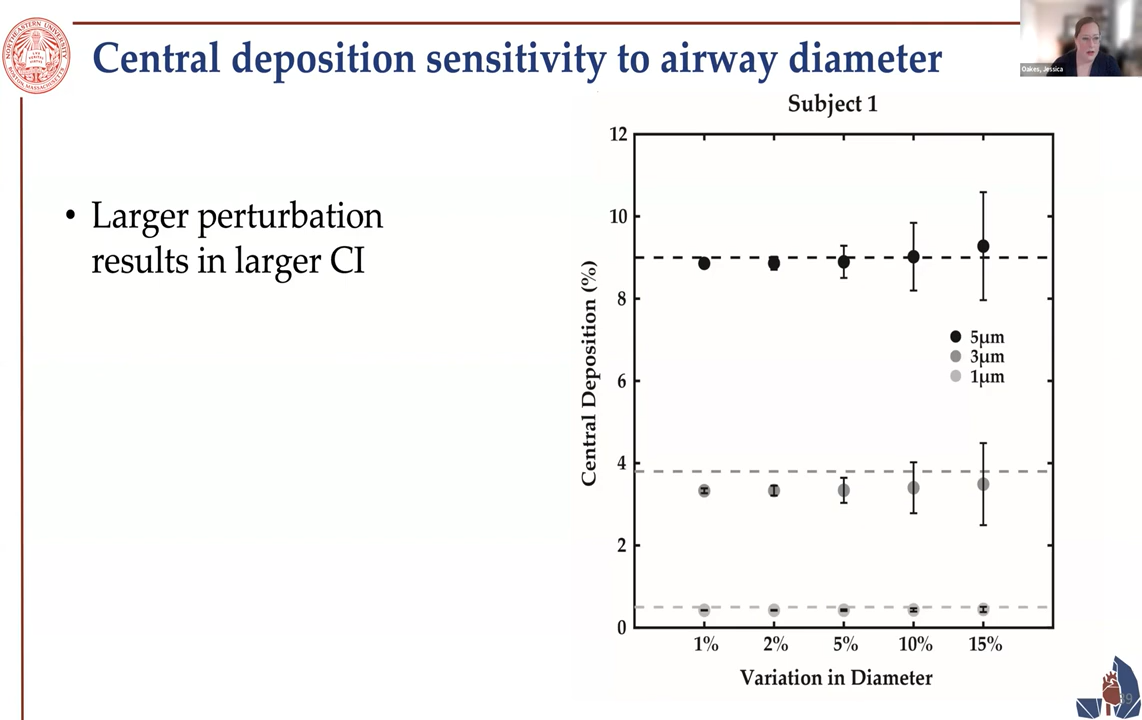 Central deposition sensitivity to airway diameter
Oakes, Jessica
• Larger perturbation
results in larger CI
Subject 1
Central Deposition (%)
12
10
8
6
4
2
0
5µm
3µm
1µm
1% 2% 5% 10% 15%
Variation in Diameter